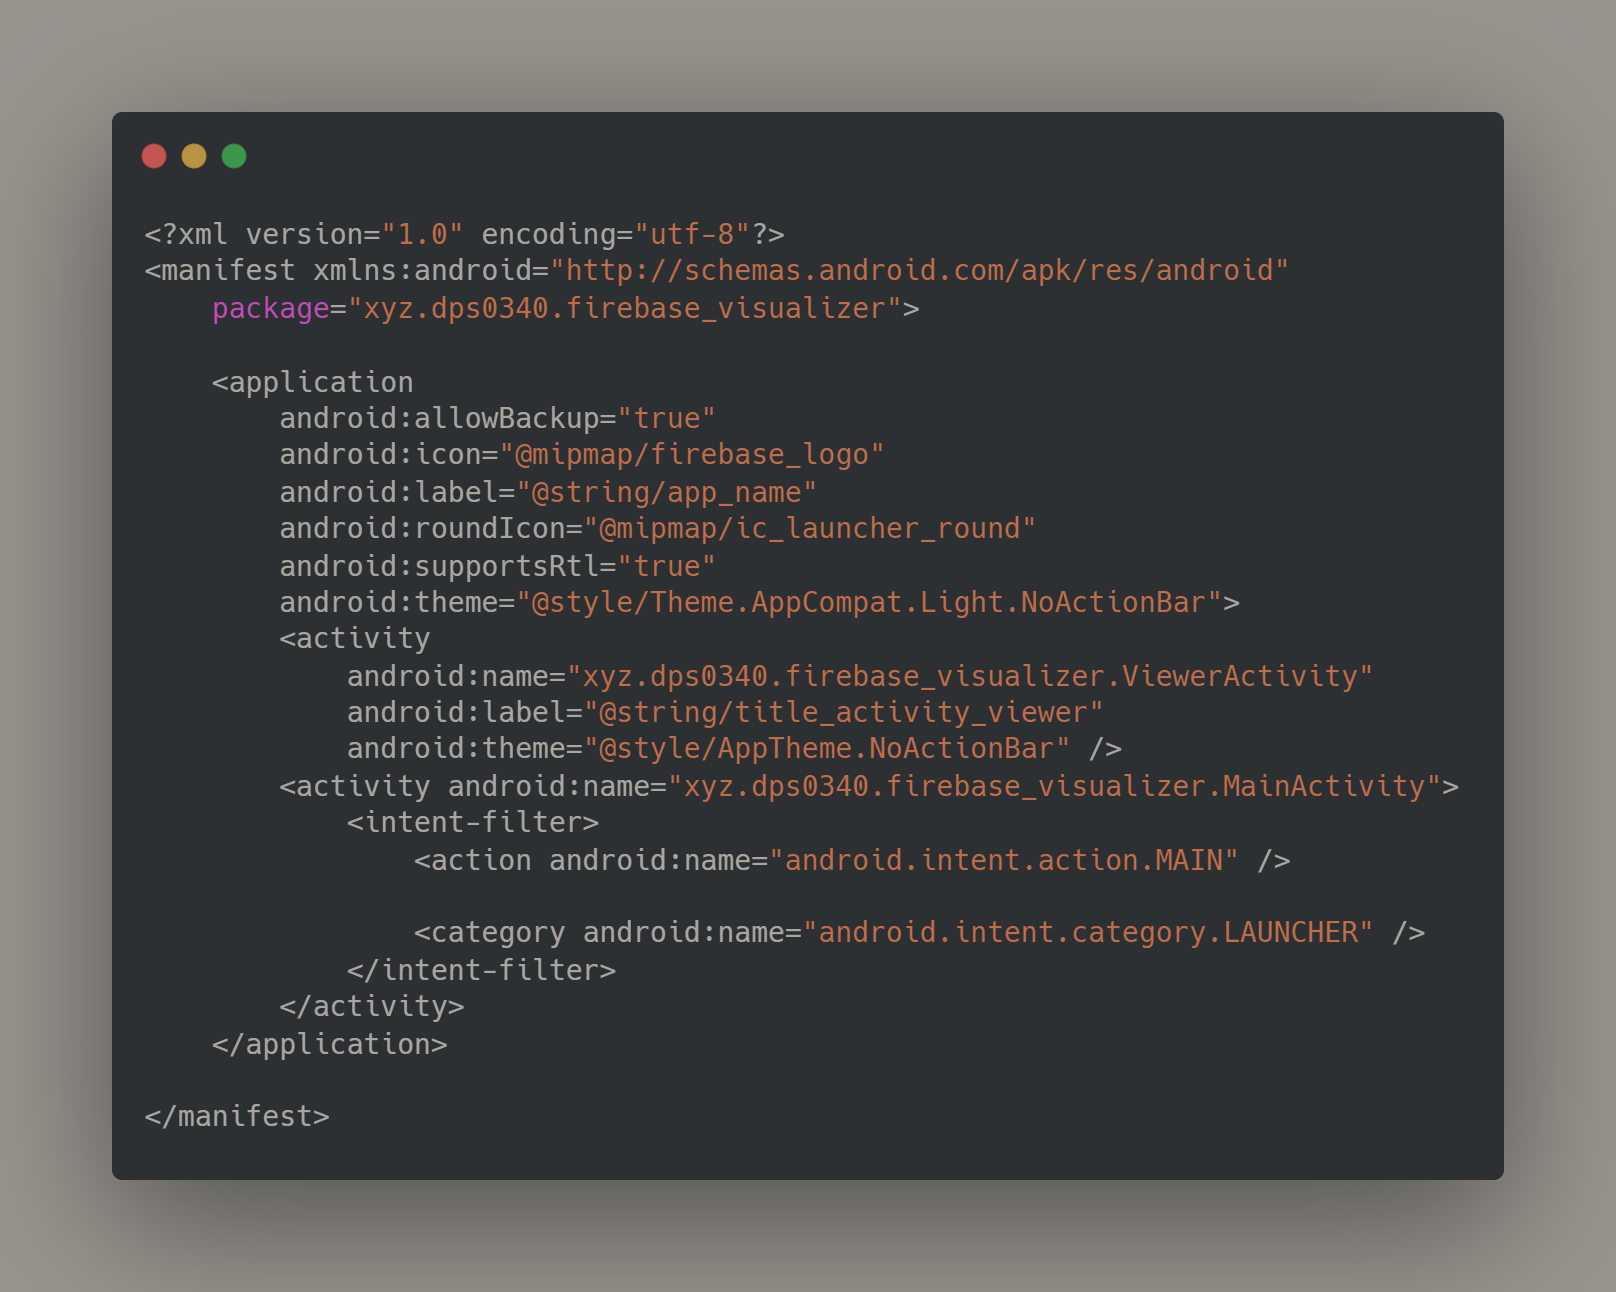 <?xml version="1.0" encoding="utf-8"?>
<manifest xmlns:android="http://schemas.android.com/apk/res/android"
    package="xyz.dps0340.firebase_visualizer">

    <application
        android:allowBackup="true"
        android:icon="@mipmap/firebase_logo"
        android:label="@string/app_name"
        android:roundIcon="@mipmap/ic_launcher_round"
        android:supportsRtl="true"
        android:theme="@style/Theme.AppCompat.Light.NoActionBar">
        <activity
            android:name="xyz.dps0340.firebase_visualizer.ViewerActivity"
            android:label="@string/title_activity_viewer"
            android:theme="@style/AppTheme.NoActionBar" />
        <activity android:name="xyz.dps0340.firebase_visualizer.MainActivity">
            <intent-filter>
                <action android:name="android.intent.action.MAIN" />

                <category android:name="android.intent.category.LAUNCHER" />
            </intent-filter>
        </activity>
    </application>

</manifest>